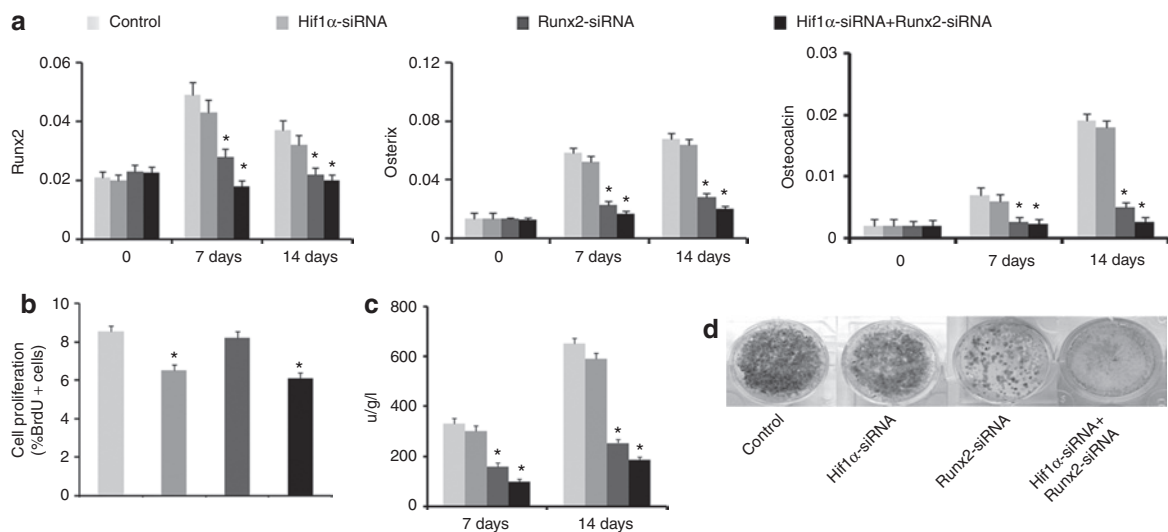 a
Control
Hif1α-siRNA
Runx2-siRNA
Hif1α-siRNA+Runx2-siRNA
Runx2
0.06
0.04
0.02
0
* * * *
0
7 days
14 days
Osterix
0.12
0.08
0.04
0
* * * *
0
7 days
14 days
Osteocalcin
0.03
0.02
0.01
0
* * * *
0
7 days
14 days
b
Cell proliferation
(%BrdU + cells)
10
8
6
4
2
0
* *
c
u/g/l
800
600
400
200
0
* * * *
7 days
14 days
d
Control
Hif1α-siRNA
Runx2-siRNA
Hif1α-siRNA+
Runx2-siRNA